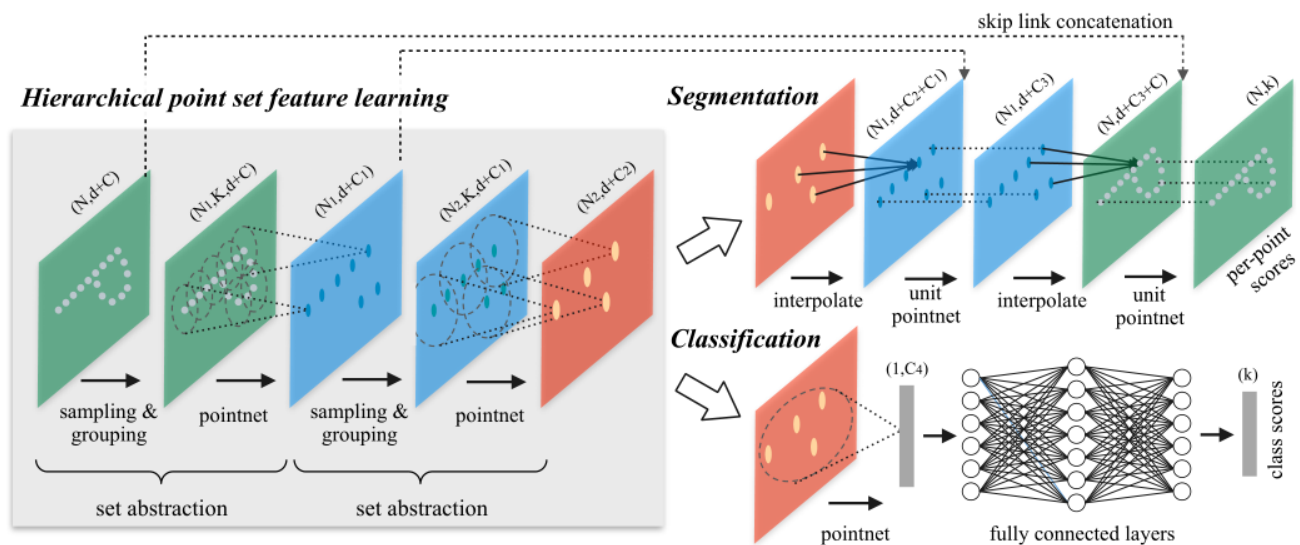 skip link concatenation
Hierarchical point set feature learning
(N,d+C)
(N1,K,d+C)
(N1,d+C1)
(N2,K,d+C1)
(N2,d+C2)
sampling &
grouping
pointnet
sampling &
grouping
pointnet
set abstraction
set abstraction
Segmentation
(N1,d+C2+C1)
(N1,d+C3)
(N,d+C3+C)
(N,k)
interpolate
unit
pointnet
interpolate
unit
pointnet
per-point
scores
Classification
(1,C4)
(k)
class scores
pointnet
fully connected layers